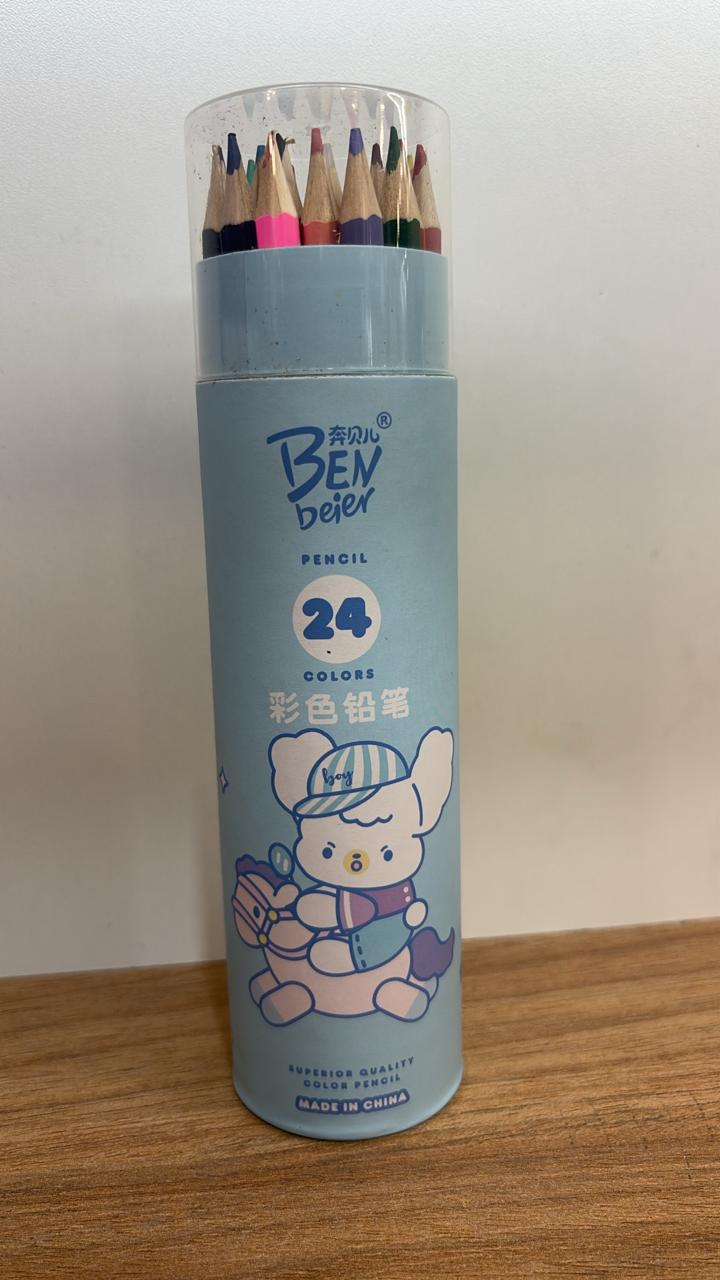 奔贝儿®
BEN
beier
PENCIL
24
COLORS
彩色铅笔
boy
SUPERIOR QUALITY
COLOR PENCIL
MADE IN CHINA